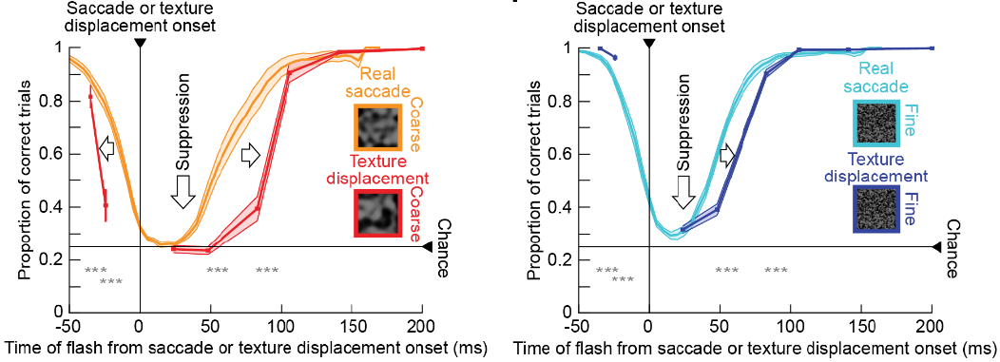 Saccade or texture
displacement onset
Proportion of correct trials
1
0.8
0.6
0.4
0.2
0
Suppression
Real
saccade
Coarse
Texture
displacement
Coarse
Chance
***
***
***
***
-50
0
50
100
150
200
Time of flash from saccade or texture displacement onset (ms)
Saccade or texture
displacement onset
Proportion of correct trials
1
0.8
0.6
0.4
0.2
0
Suppression
Real
saccade
Fine
Texture
displacement
Fine
Chance
***
***
***
***
-50
0
50
100
150
200
Time of flash from saccade or texture displacement onset (ms)